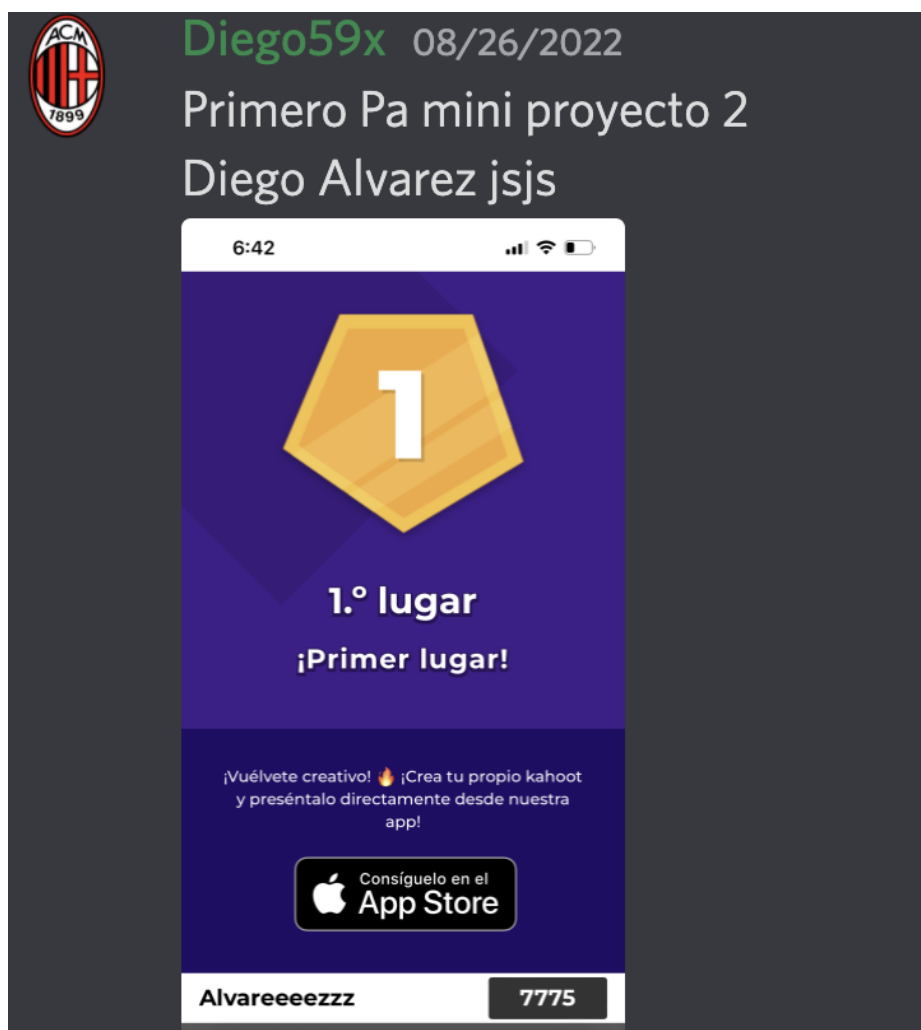 ACM
1899
Diego59x 08/26/2022
Primero Pa mini proyecto 2
Diego Alvarez jsjs
6:42
1
1.º lugar
¡Primer lugar!
¡Vuélvete creativo! 🔥 ¡Crea tu propio kahoot
y preséntalo directamente desde nuestra
app!
Consíguelo en el
App Store
Alvareeeezzz 7775